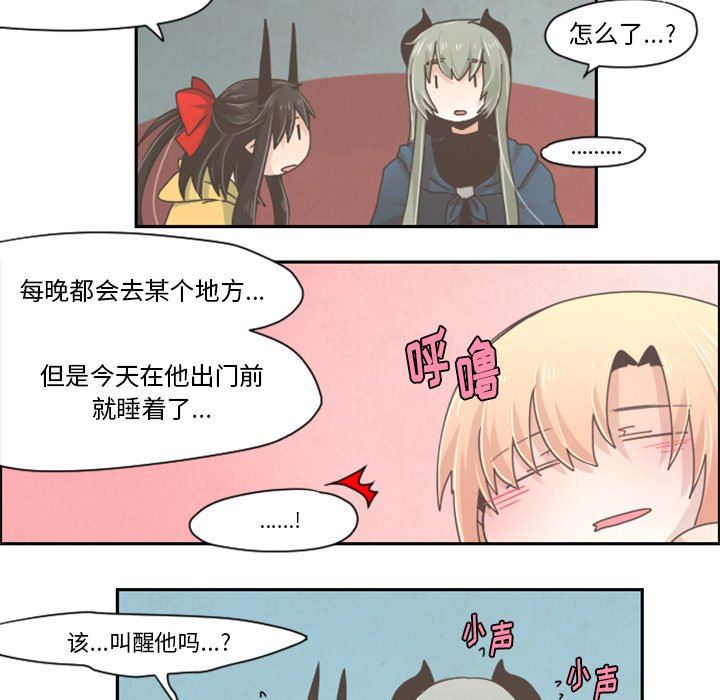 怎么了...?
.........
每晚都会去某个地方...
但是今天在他出门前
就睡着了...
呼噜
......!
该...叫醒他吗...?
小声
小声